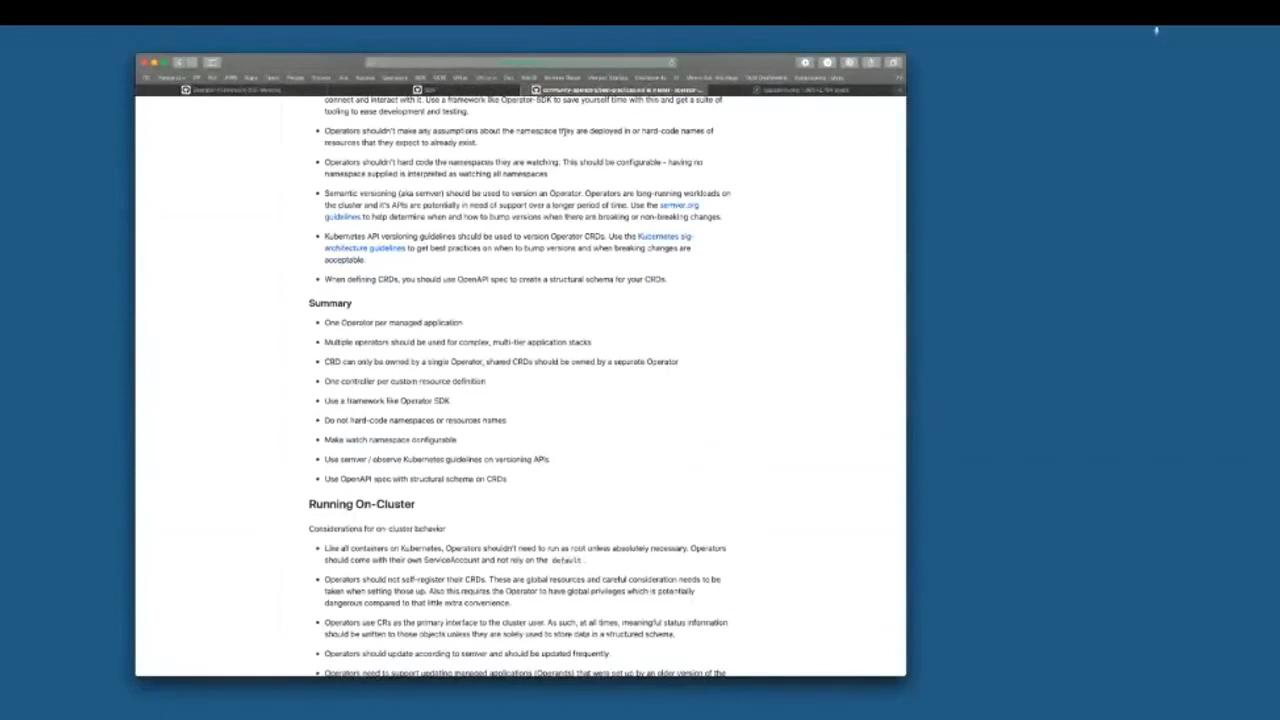 connect and interact with it. Use a framework like Operator-SDK to save yourself time with this and get a suite of
tooling to ease development and testing.
• Operators shouldn't make any assumptions about the namespace they are deployed in or hard-code names of
resources that they expect to already exist.
• Operators shouldn't hard code the namespaces they are watching. This should be configurable - having no
namespace supplied is interpreted as watching all namespaces
• Semantic versioning (aka semver) should be used to version an Operator. Operators are long-running workloads on
the cluster and it's APIs are potentially in need of support over a longer period of time. Use the semver.org
guidelines to help determine when and how to bump versions when there are breaking or non-breaking changes.
• Kubernetes API versioning guidelines should be used to version Operator CRDs. Use the Kubernetes sig-
architecture guidelines to get best practices on when to bump versions and when breaking changes are
acceptable.
• When defining CRDs, you should use OpenAPI spec to create a structural schema for your CRDs.
Summary
• One Operator per managed application
• Multiple operators should be used for complex, multi-tier application stacks
• CRD can only be owned by a single Operator, shared CRDs should be owned by a separate Operator
• One controller per custom resource definition
• Use a framework like Operator SDK
• Do not hard-code namespaces or resources names
• Make watch namespace configurable
• Use semver / observe Kubernetes guidelines on versioning APIs
• Use OpenAPI spec with structural schema on CRDs
Running On-Cluster
Considerations for on-cluster behavior
• Like all containers on Kubernetes, Operators shouldn't need to run as root unless absolutely necessary. Operators
should come with their own ServiceAccount and not rely on the default.
• Operators should not self-register their CRDs. These are global resources and careful consideration needs to be
taken when setting those up. Also this requires the Operator to have global privileges which is potentially
dangerous compared to that little extra convenience.
• Operators use CRs as the primary interface to the cluster user. As such, at all times, meaningful status information
should be written to those objects unless they are solely used to store data in a structured schema.
• Operators should update according to semver and should be updated frequently.
• Operators need to support updating managed applications (Operands) that were set up by an older version of the